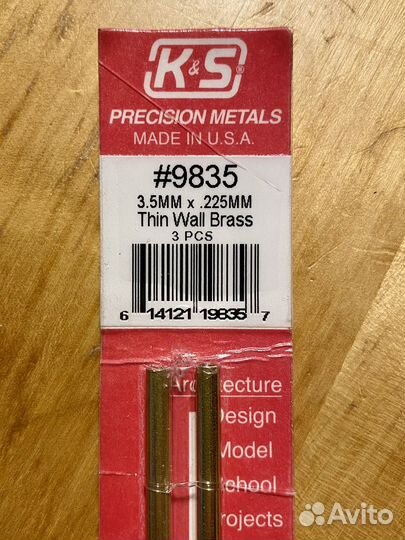 K&S®
PRECISION METALS
MADE IN U.S.A.
#9835
3.5MM x .225MM
Thin Wall Brass
3 PCS
6 14121 19835 7
Architecture
Design
Model
School
Projects
Avito